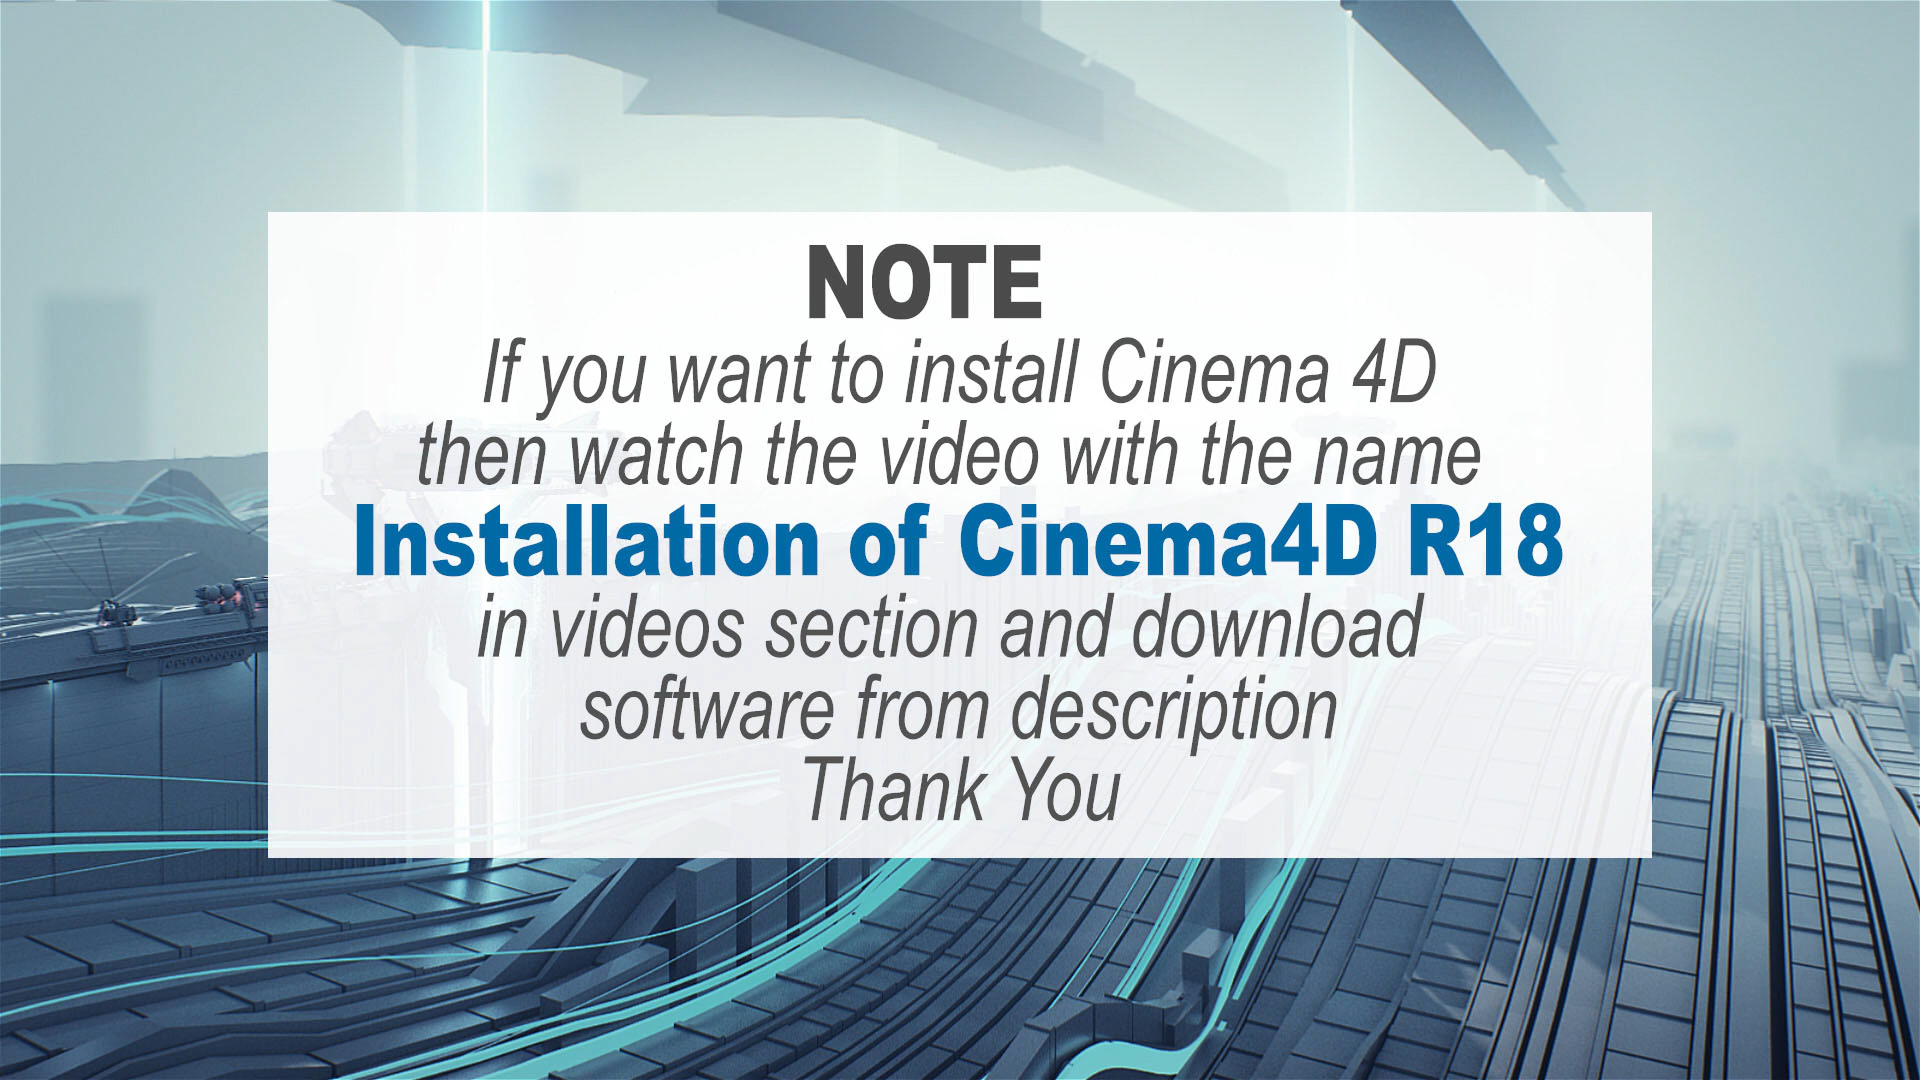 NOTE
If you want to install Cinema 4D
then watch the video with the name
Installation of Cinema4D R18
in videos section and download
software from description
Thank You